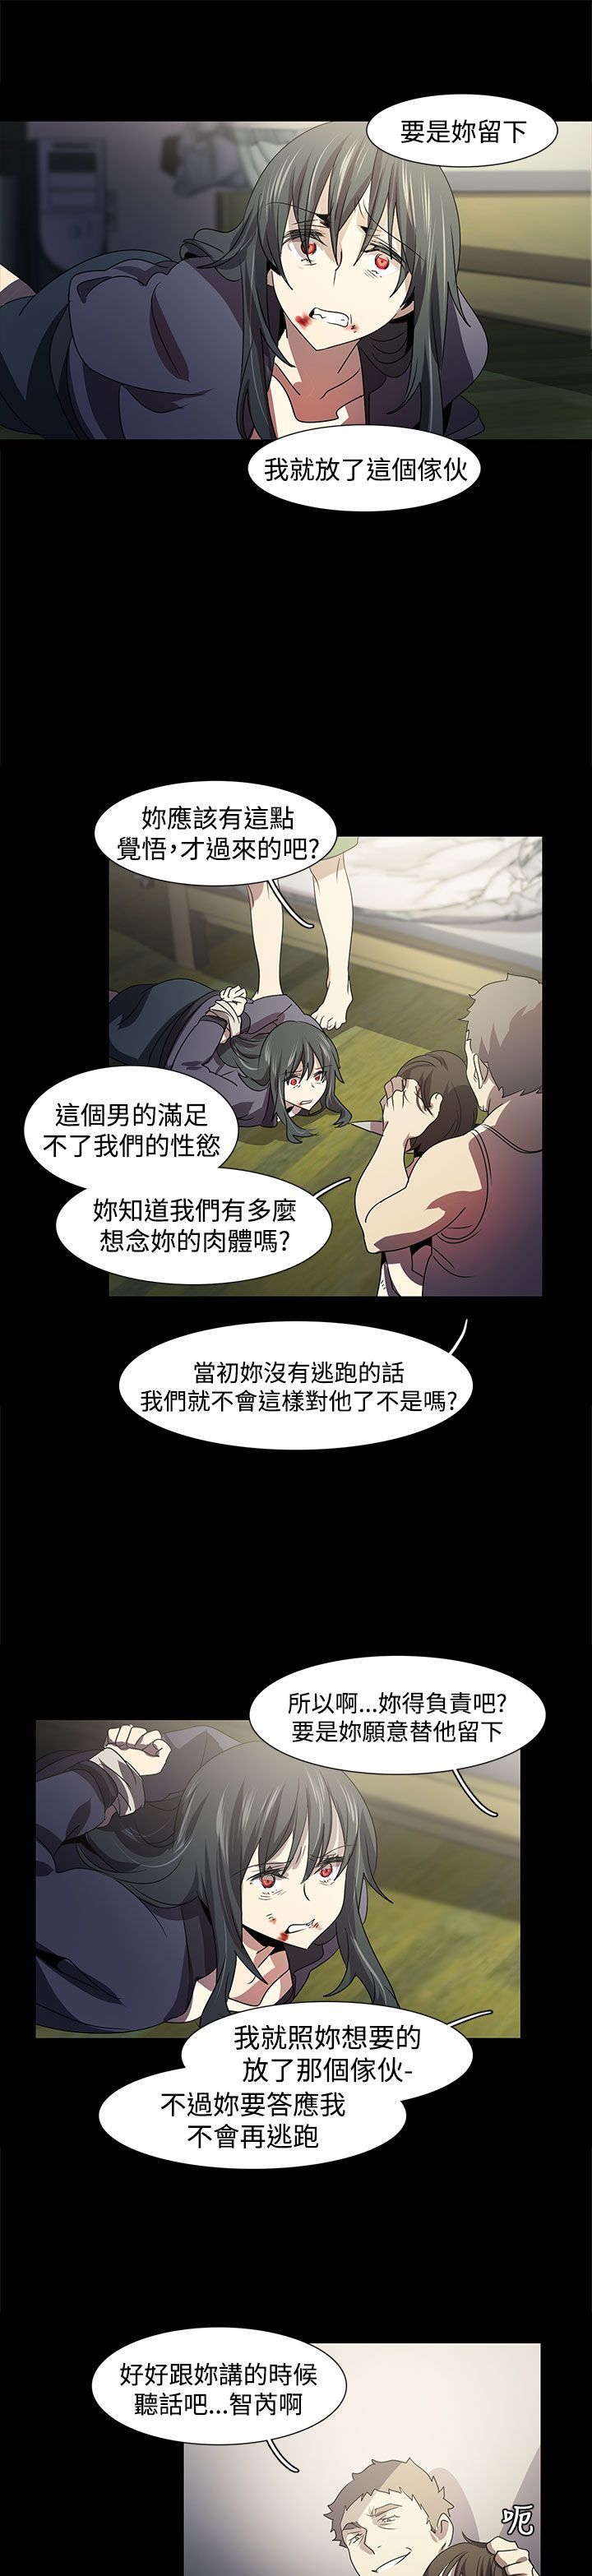 要是妳留下
我就放了這個傢伙
妳應該有這點
覺悟，才過來的吧?
這個男的滿足
不了我們的性慾
妳知道我們有多麼
想念妳的肉體嗎?
當初妳沒有逃跑的話
我們就不會這樣對他了不是嗎?
所以啊...妳得負責吧?
要是妳願意替他留下
我就照妳想要的
放了那個傢伙-
不過妳要答應我
不會再逃跑
好好跟妳講的時候
聽話吧...智芮啊
呃